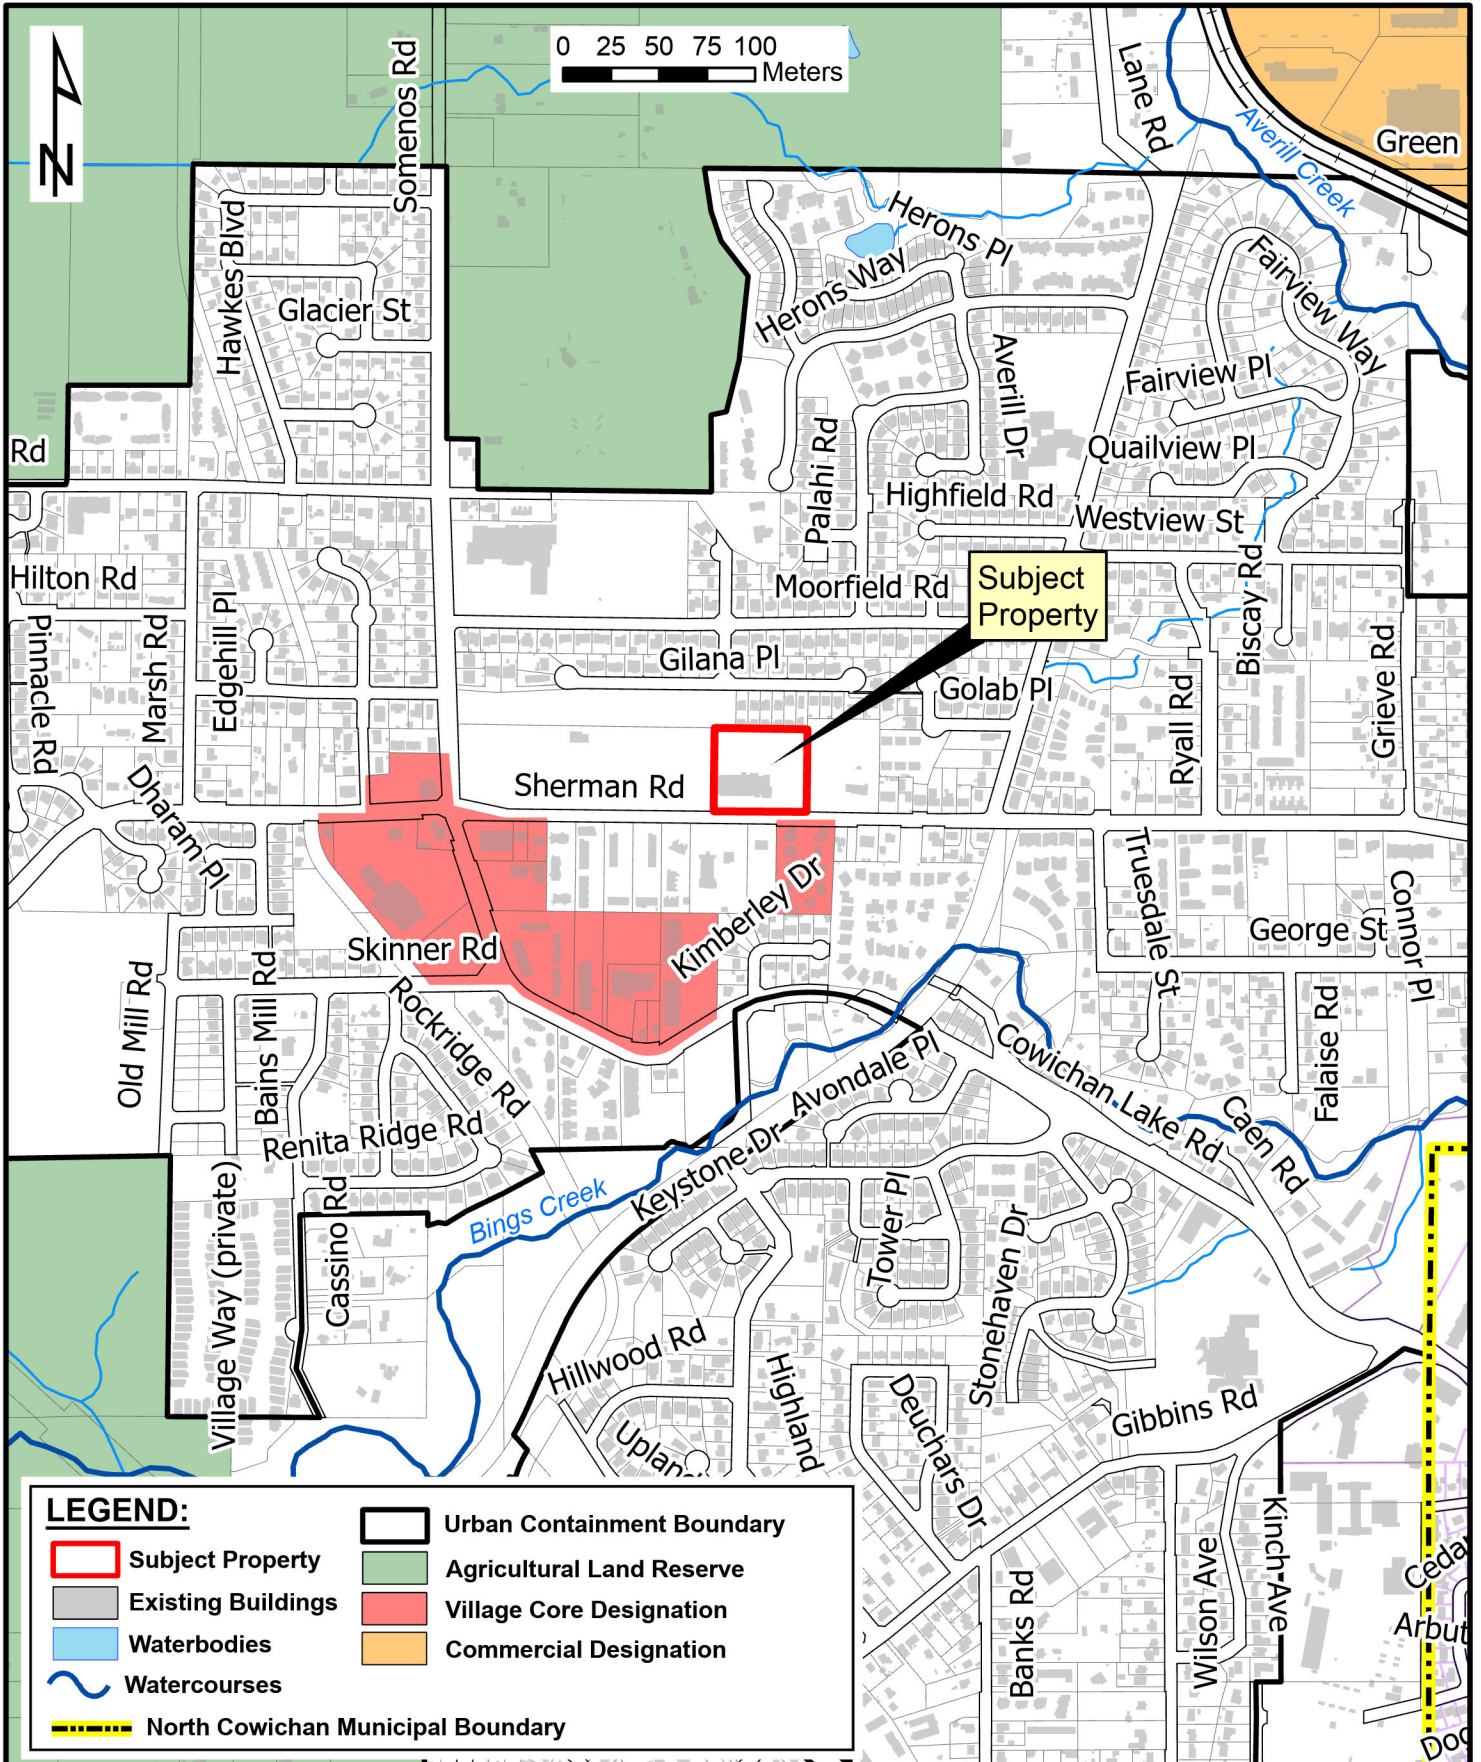 0 25 50 75 100
Meters
N
Somenos Rd
Lane Rd
Averill Creek
Green
Hawkes Blvd
Herons Pl
Herons Way
Glacier St
Fairview Way
Averill Dr
Fairview Pl
Rd
Palahi Rd
Quailview Pl
Highfield Rd
Westview St
Hilton Rd
Moorfield Rd
Subject
Property
Biscay Rd
Pinnacle Rd
Marsh Rd
Edgehill Pl
Gilana Pl
Golab Pl
Ryall Rd
Grieve Rd
Sherman Rd
Dharam Pl
Kimberley Dr
Truesdale St
Connor Pl
George St
Skinner Rd
Old Mill Rd
Bains Mill Rd
Rockridge Rd
Falaise Rd
Cowichan Lake Rd
Avondale Pl
Caen Rd
Renita Ridge Rd
Keystone Dr
Bings Creek
Village Way (private)
Cassino Rd
Tower Pl
Stonehaven Dr
Hillwood Rd
Highland
Deuchars Dr
Gibbins Rd
Uplan
Kinch Ave
Wilson Ave
Banks Rd
Cedar
Arbut
Dog
LEGEND:
Subject Property
Existing Buildings
Waterbodies
Watercourses
North Cowichan Municipal Boundary
Urban Containment Boundary
Agricultural Land Reserve
Village Core Designation
Commercial Designation